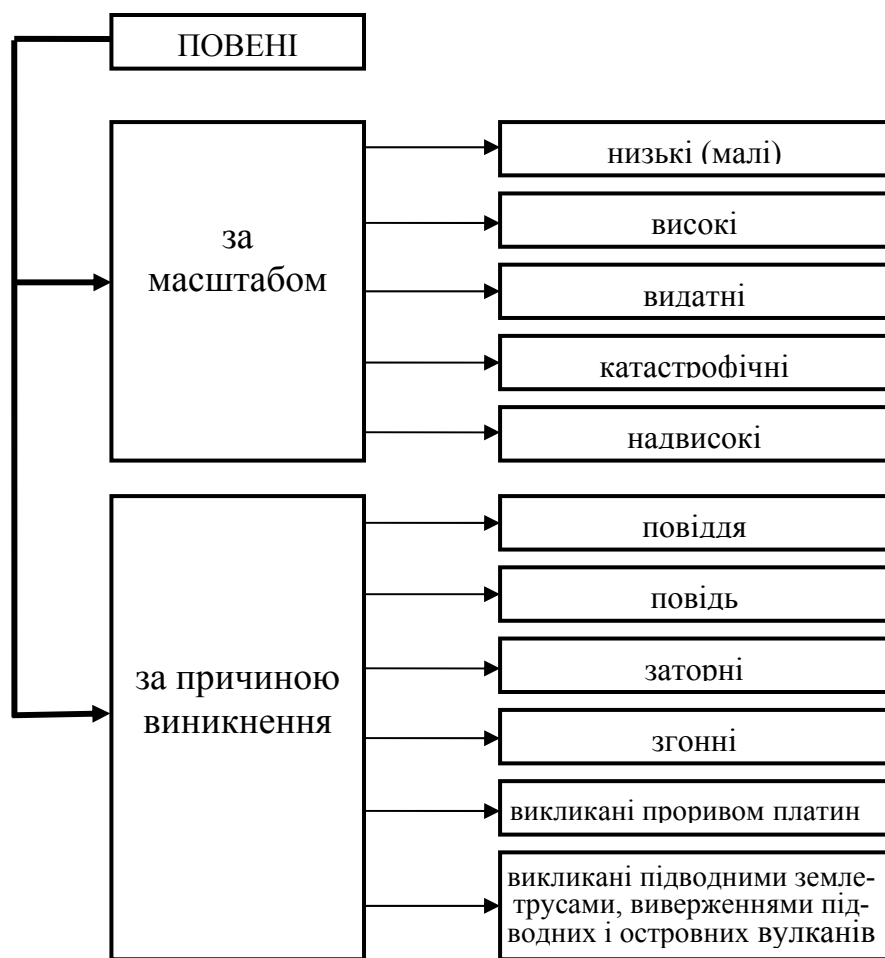 ПОВЕНІ
за
масштабом
низькі (малі)
високі
видатні
катастрофічні
надвисокі
за причиною
виникнення
повіддя
повідь
заторні
згонні
викликані проривом платин
викликані підводними земле-
трусами, виверженнями під-
водних і островних вулканів